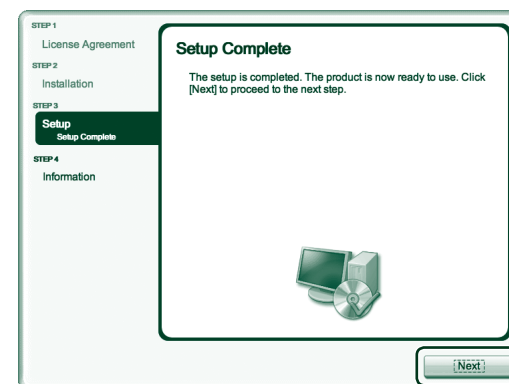 STEP 1
License Agreement
STEP 2
Installation
STEP 3
Setup
Setup Complete
STEP 4
Information
Setup Complete
The setup is completed. The product is now ready to use. Click
[Next] to proceed to the next step.
Next